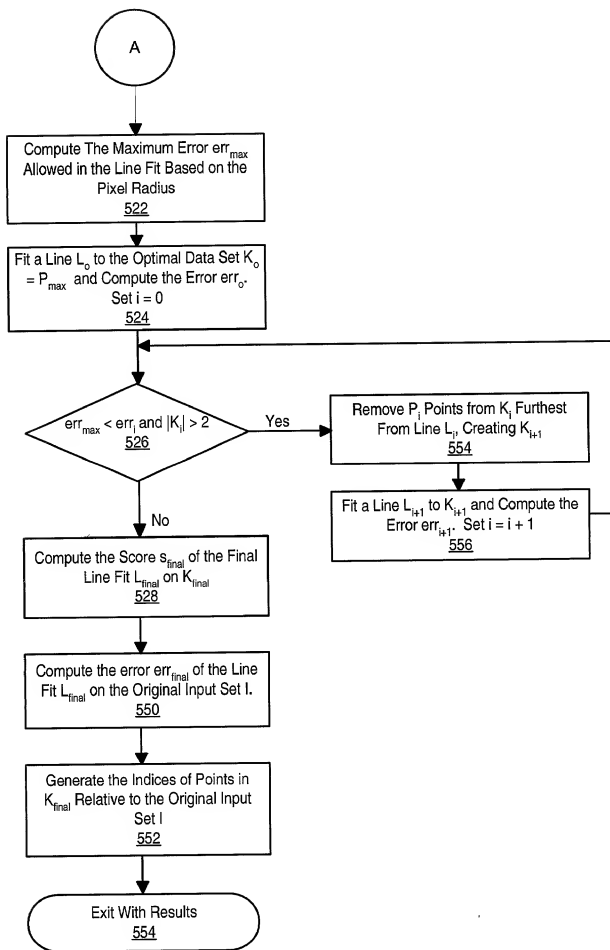 A
Compute The Maximum Error err_max
Allowed in the Line Fit Based on the
Pixel Radius
522
Fit a Line L_o to the Optimal Data Set K_o
= P_max and Compute the Error err_o.
Set i = 0
524
err_max < err_i and |K_i| > 2
526
Yes
Remove P_i Points from K_i Furthest
From Line L_i, Creating K_i+1
554
Fit a Line L_i+1 to K_i+1 and Compute the
Error err_i+1. Set i = i + 1
556
No
Compute the Score s_final of the Final
Line Fit L_final on K_final
528
Compute the error err_final of the Line
Fit L_final on the Original Input Set I.
550
Generate the Indices of Points in
K_final Relative to the Original Input
Set I
552
Exit With Results
554